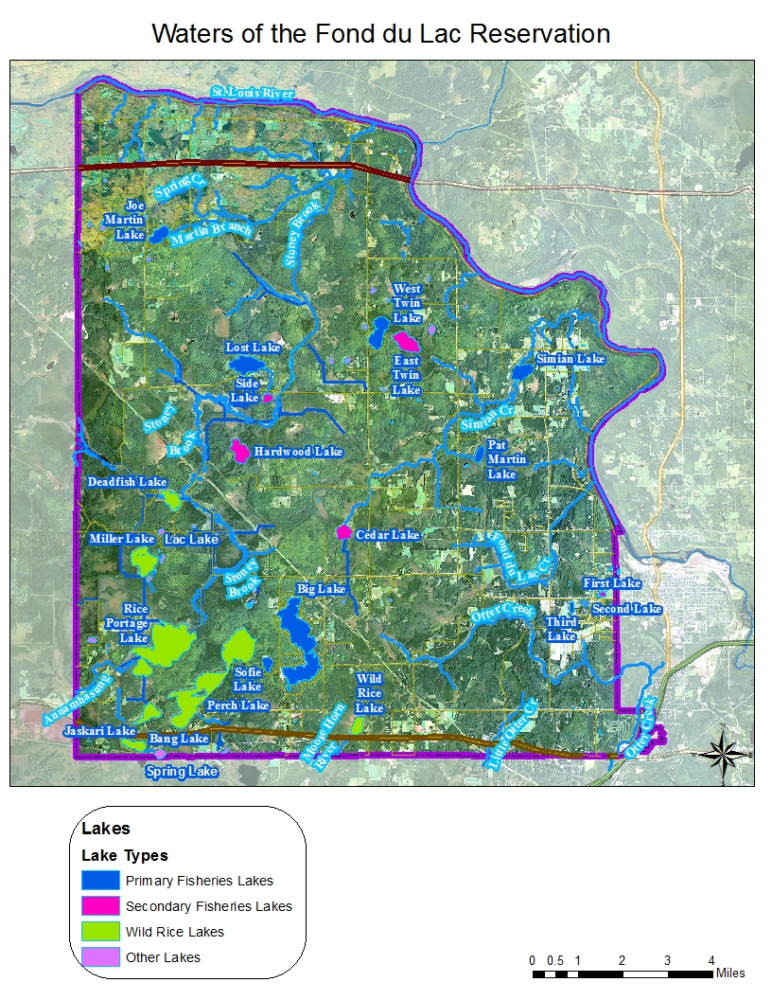 Waters of the Fond du Lac Reservation
St. Louis River
Spring Cr.
Joe
Martin
Lake
Martin Branch
Stoney Brook
West
Twin
Lake
East
Twin
Lake
Lost Lake
Side
Lake
Simian Lake
Simian Cr.
Stoney
Brook
Hardwood Lake
Pat
Martin
Lake
Deadfish Lake
Miller Lake
Lac Lake
Cedar Lake
Stoney
Brook
Fond du Lac Cr.
Big Lake
First Lake
Second Lake
Rice
Portage
Lake
Otter Creek
Third
Lake
Sofie
Lake
Wild
Rice
Lake
Perch Lake
Annamhasung
Jaskari Lake
Bang Lake
Moose Horn
River
Little Otter Cr.
Otter Creek
Spring Lake
N
W
E
S
Lakes
Lake Types
Primary Fisheries Lakes
Secondary Fisheries Lakes
Wild Rice Lakes
Other Lakes
0 0.5 1 2 3 4
Miles